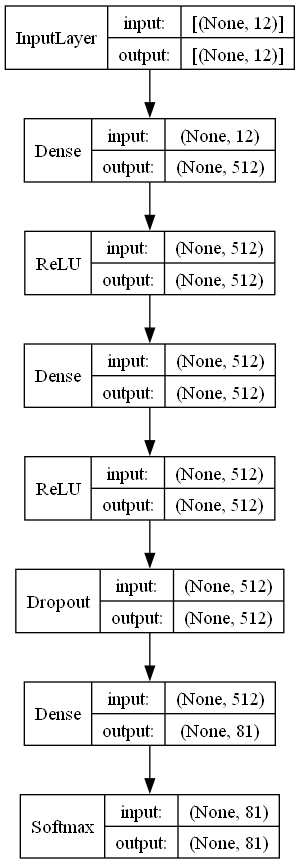 InputLayer input: [(None, 12)]
output: [(None, 12)]
Dense input: (None, 12)
output: (None, 512)
ReLU input: (None, 512)
output: (None, 512)
Dense input: (None, 512)
output: (None, 512)
ReLU input: (None, 512)
output: (None, 512)
Dropout input: (None, 512)
output: (None, 512)
Dense input: (None, 512)
output: (None, 81)
Softmax input: (None, 81)
output: (None, 81)